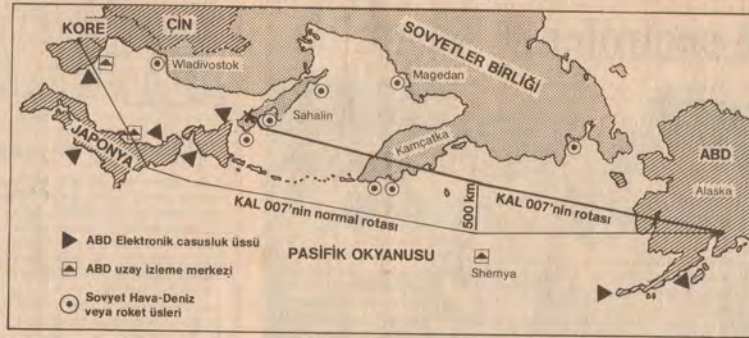 KORE
ÇİN
Wladivostok
SOVYETLER BİRLİĞİ
Magedan
Sahalin
JAPONYA
Kamçatka
ABD
Alaska
KAL 007'nin normal rotası
500 km
KAL 007'nin rotası
PASİFİK OKYANUSU
Shemya
ABD Elektronik casusluk üssü
ABD uzay izleme merkezi
Sovyet Hava-Deniz
veya roket üsleri